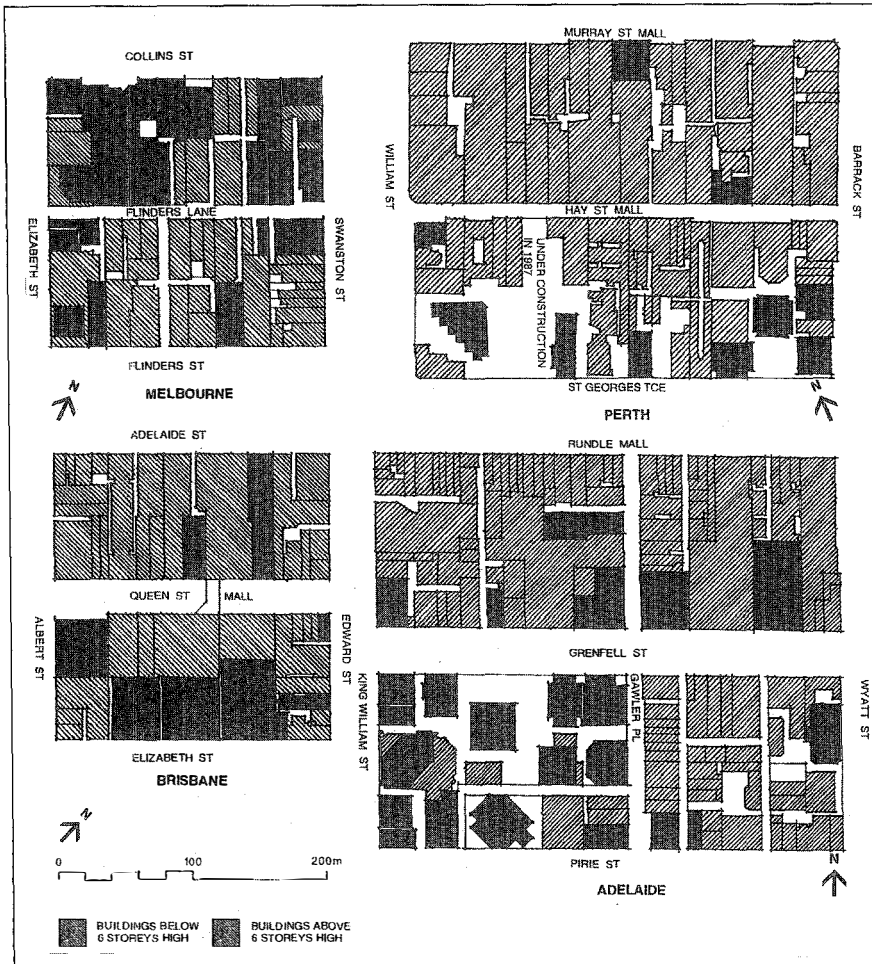 COLLINS ST
ELIZABETH ST
FLINDERS LANE
SWANSTON ST
FLINDERS ST
N
MELBOURNE
MURRAY ST MALL
WILLIAM ST
BARRACK ST
HAY ST MALL
UNDER CONSTRUCTION
IN 1987
ST GEORGES TCE
N
PERTH
ADELAIDE ST
QUEEN ST MALL
ALBERT ST
EDWARD ST
ELIZABETH ST
BRISBANE
N
RUNDLE MALL
GRENFELL ST
KING WILLIAM ST
GAWLER PL
WYATT ST
PIRIE ST
N
ADELAIDE
0 100 200m
BUILDINGS BELOW
6 STOREYS HIGH
BUILDINGS ABOVE
6 STOREYS HIGH